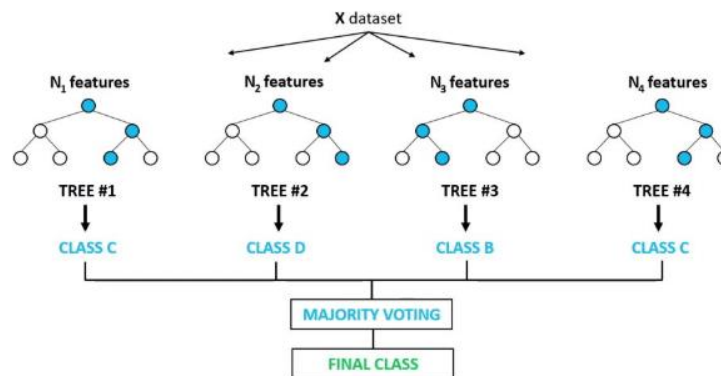 X dataset
N₁ features N₂ features N₃ features N₄ features
TREE #1 TREE #2 TREE #3 TREE #4
CLASS C CLASS D CLASS B CLASS C
MAJORITY VOTING
FINAL CLASS